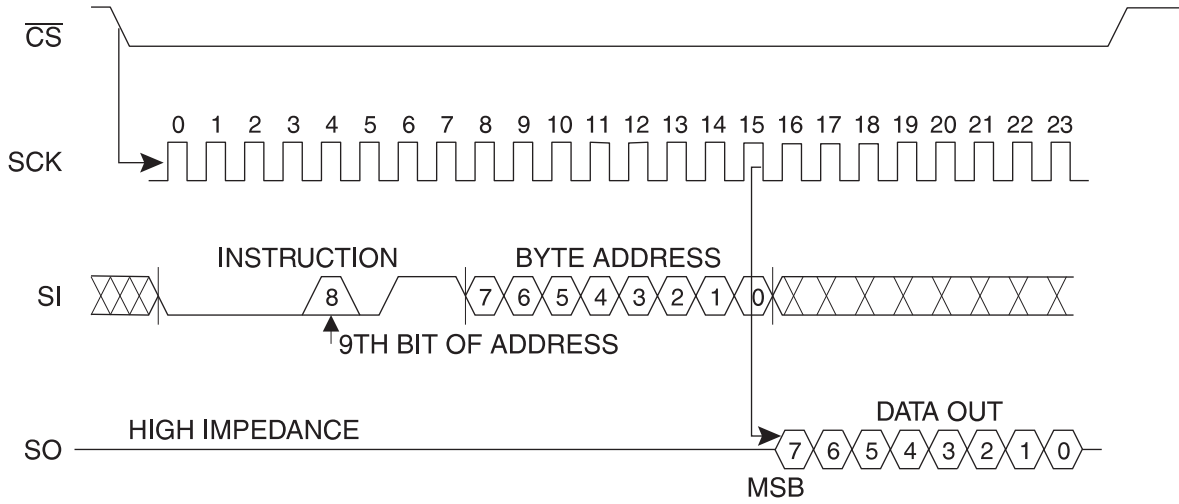 CS
0 1 2 3 4 5 6 7 8 9 10 11 12 13 14 15 16 17 18 19 20 21 22 23
SCK
INSTRUCTION BYTE ADDRESS
SI 8 7 6 5 4 3 2 1 0
9TH BIT OF ADDRESS
HIGH IMPEDANCE DATA OUT
SO 7 6 5 4 3 2 1 0
MSB